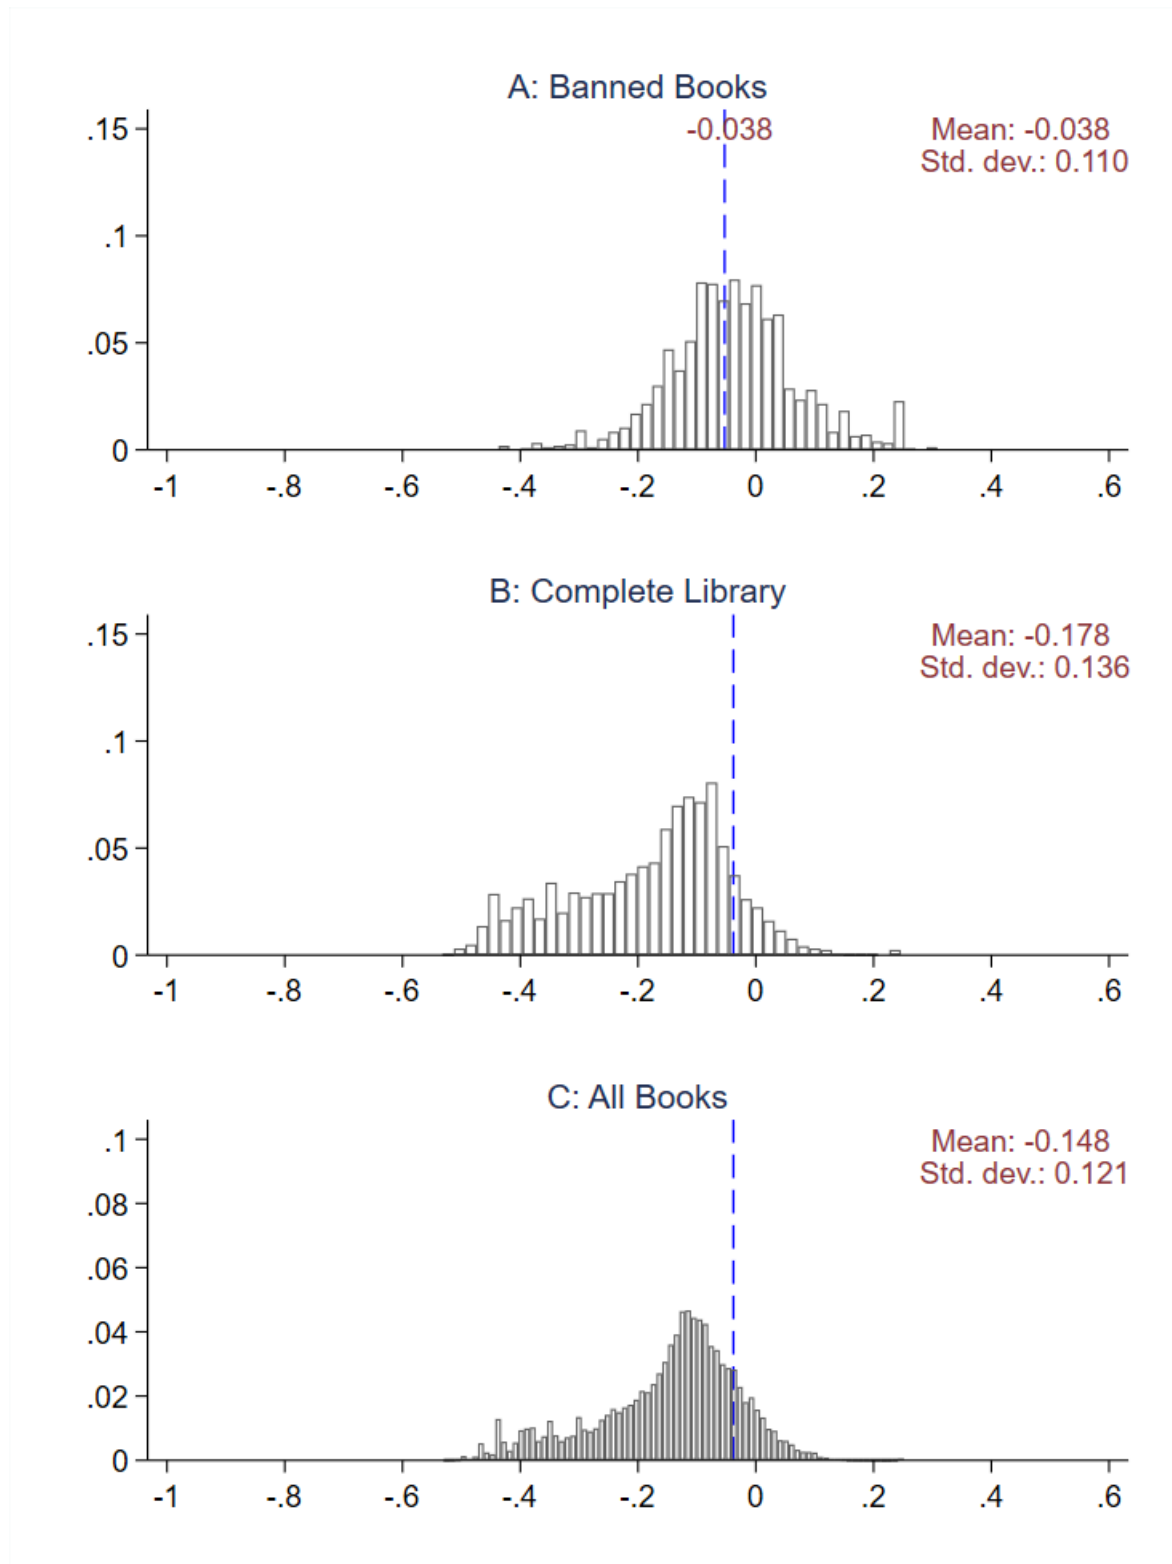 A: Banned Books
-0.038
Mean: -0.038
Std. dev.: 0.110
.15
.1
.05
0
-1 -.8 -.6 -.4 -.2 0 .2 .4 .6
B: Complete Library
Mean: -0.178
Std. dev.: 0.136
.15
.1
.05
0
-1 -.8 -.6 -.4 -.2 0 .2 .4 .6
C: All Books
Mean: -0.148
Std. dev.: 0.121
.1
.08
.06
.04
.02
0
-1 -.8 -.6 -.4 -.2 0 .2 .4 .6